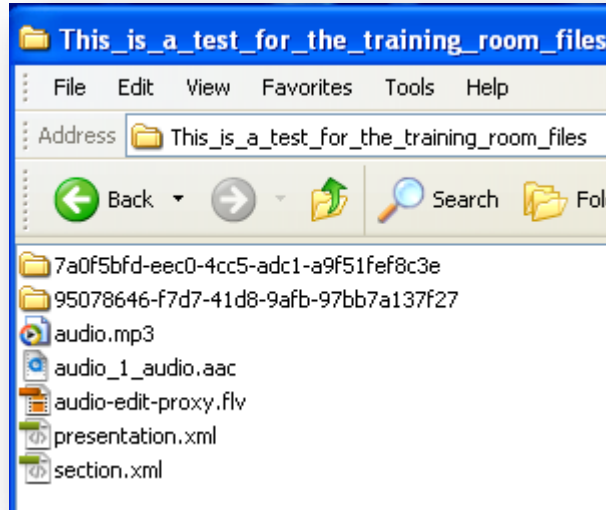 This_is_a_test_for_the_training_room_files
File Edit View Favorites Tools Help
Address This_is_a_test_for_the_training_room_files
Back Search Fol
7a0f5bfd-eec0-4cc5-adc1-a9f51fef8c3e
95078646-f7d7-41d8-9afb-97bb7a137f27
audio.mp3
audio_1_audio.aac
audio-edit-proxy.flv
presentation.xml
section.xml